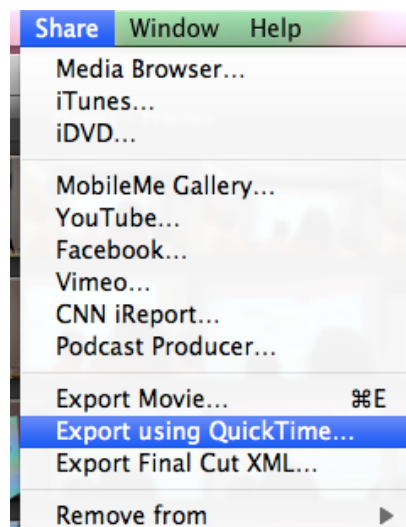 Share Window Help
Media Browser...
iTunes...
iDVD...
MobileMe Gallery...
YouTube...
Facebook...
Vimeo...
CNN iReport...
Podcast Producer...
Export Movie... ⌘E
Export using QuickTime...
Export Final Cut XML...
Remove from